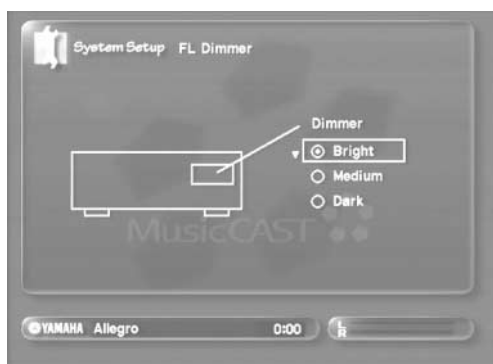 System Setup FL Dimmer
Dimmer
Bright
Medium
Dark
MusicCAST
YAMAHA Allegro 0:00 L
R